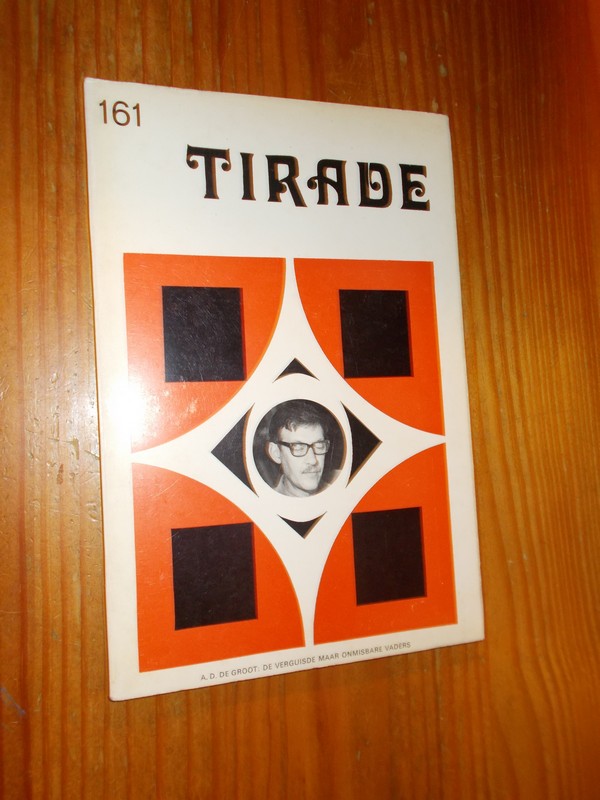 161
TIRADE
A. D. DE GROOT: DE VERGUISDE MAAR ONMISBARE VADERS